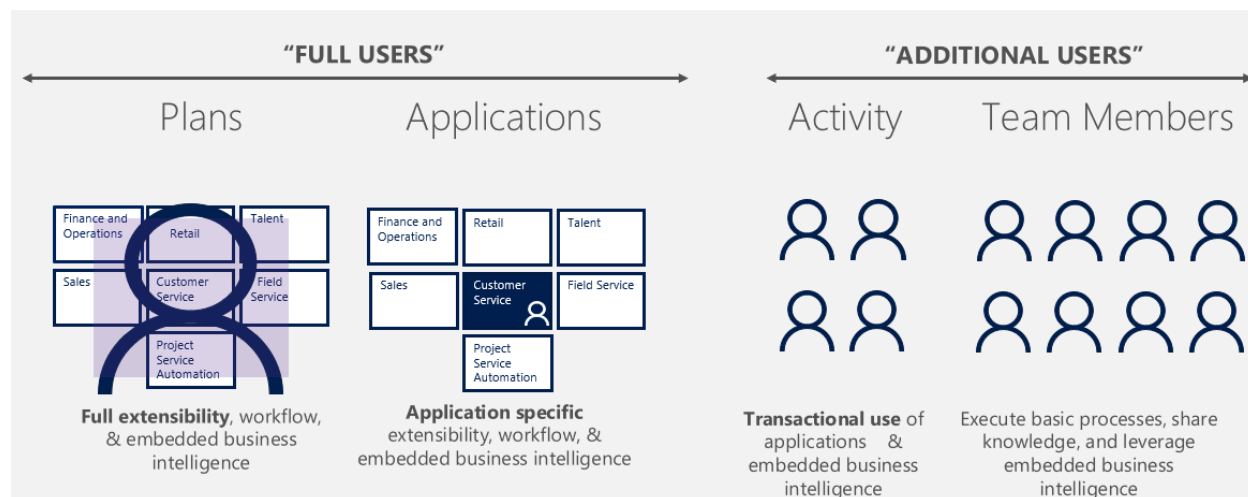 “FULL USERS”
“ADDITIONAL USERS”
Plans
Applications
Activity
Team Members
Finance and
Operations
Retail
Talent
Sales
Customer
Service
Field
Service
Project
Service
Automation
Finance and
Operations
Retail
Talent
Sales
Customer
Service
Field Service
Project
Service
Automation
Full extensibility, workflow,
& embedded business
intelligence
Application specific
extensibility, workflow, &
embedded business intelligence
Transactional use of
applications & 
embedded business
intelligence
Execute basic processes, share
knowledge, and leverage
embedded business
intelligence